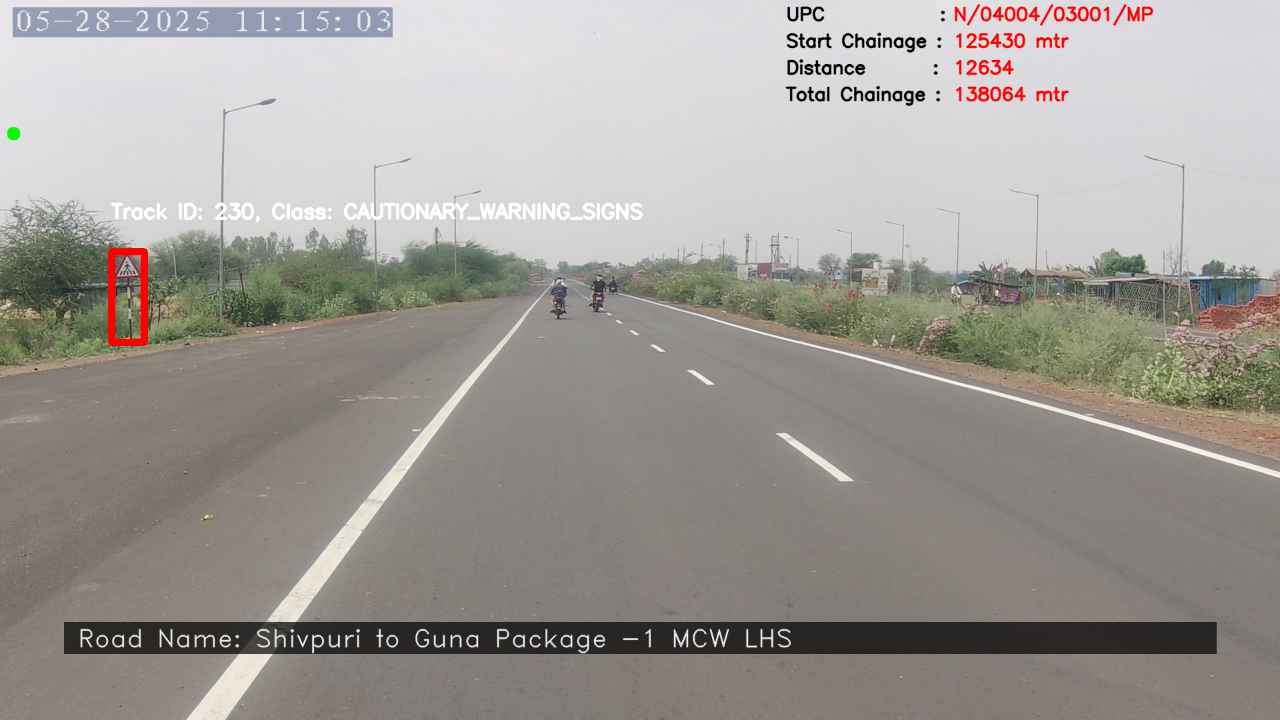 05-28-2025 11:15:03
UPC : N/04004/03001/MP
Start Chainage : 125430 mtr
Distance : 12634
Total Chainage : 138064 mtr
Track ID: 230, Class: CAUTIONARY_WARNING_SIGNS
Road Name: Shivpuri to Guna Package -1 MCW LHS